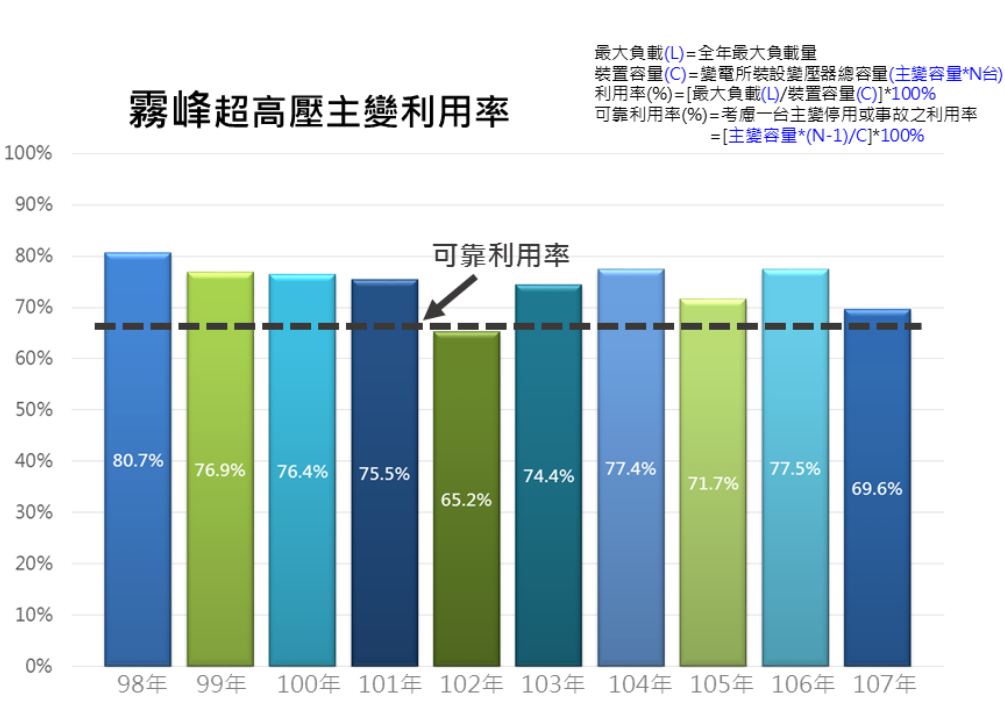 最大負載(L)=全年最大負載量
裝置容量(C)=變電所裝設變壓器總容量(主變容量*N台)
利用率(%)=[最大負載(L)/裝置容量(C)]*100%
可靠利用率(%)=考慮一台主變停用或事故之利用率
=[主變容量*(N-1)/C]*100%
霧峰超高壓主變利用率
100%
90%
80%
70%
60%
50%
40%
30%
20%
10%
0%
可靠利用率
80.7%
76.9%
76.4%
75.5%
65.2%
74.4%
77.4%
71.7%
77.5%
69.6%
98年
99年
100年
101年
102年
103年
104年
105年
106年
107年